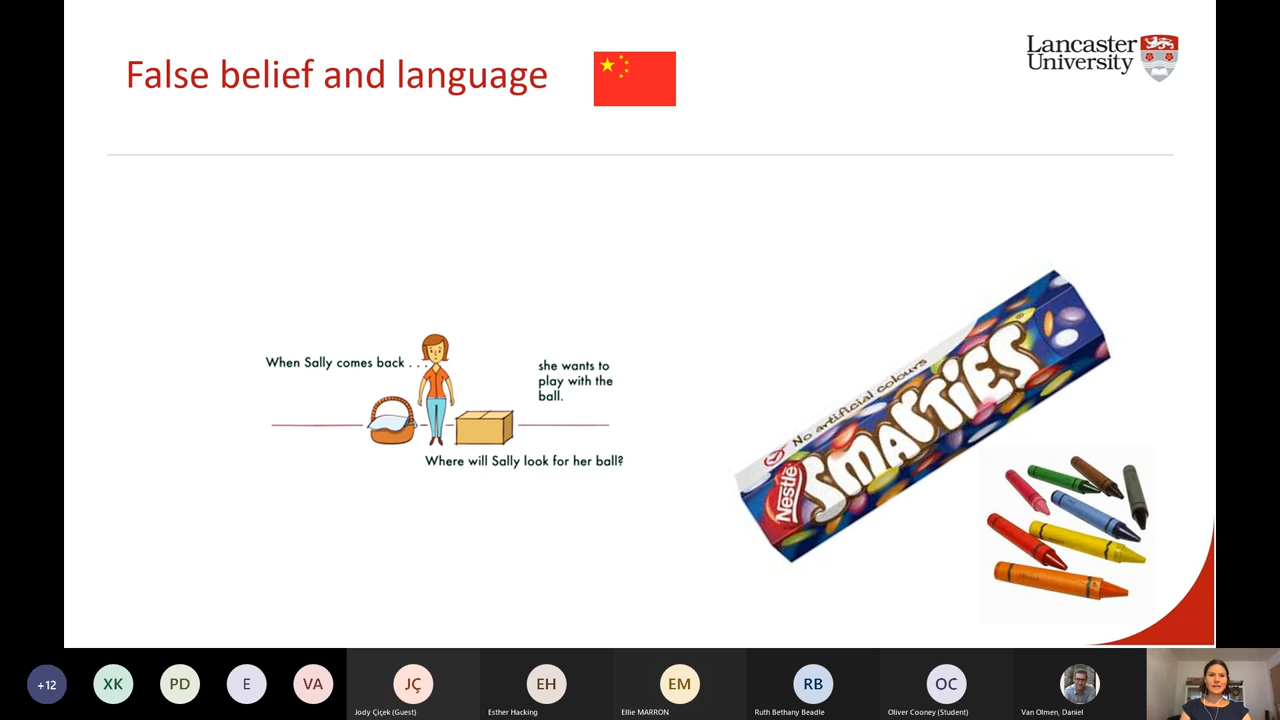 False belief and language
Lancaster
University
When Sally comes back . . .
she wants to
play with the
ball.
Where will Sally look for her ball?
No artificial colours
Nestlé
SMARTIES
+12
XK
PD
E
VA
JÇ
EH
EM
RB
OC
Jody Çiçek (Guest)
Esther Hacking
Ellie MARRON
Ruth Bethany Beadle
Oliver Cooney (Student)
Van Olmen, Daniel